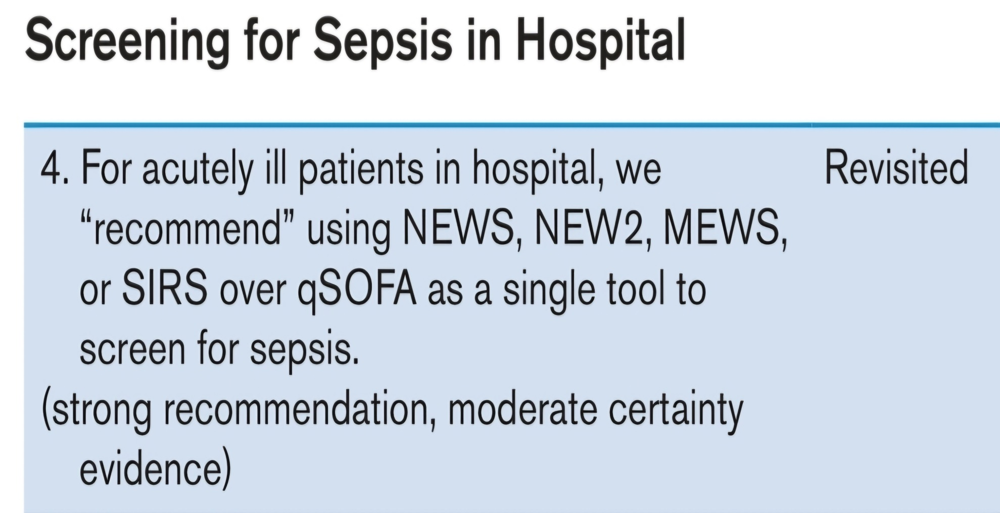 Screening for Sepsis in Hospital
4. For acutely ill patients in hospital, we Revisited
“recommend” using NEWS, NEW2, MEWS,
or SIRS over qSOFA as a single tool to
screen for sepsis.
(strong recommendation, moderate certainty
evidence)